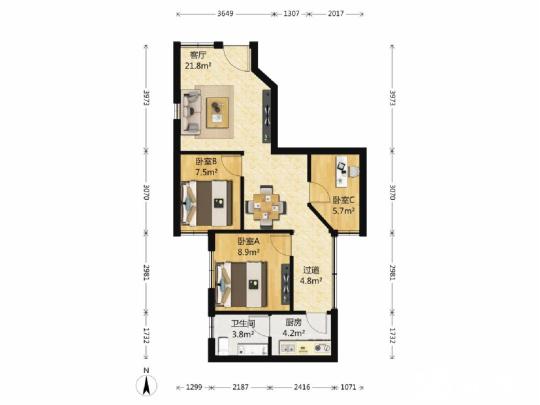 3649 1307 2017
客厅
21.8m²
3973
3973
卧室B
7.5m²
卧室C
5.7m²
3070
3070
卧室A
8.9m²
过道
4.8m²
2981
2981
卫生间
3.8m²
厨房
4.2m²
1732
1732
N
1299 2187 2416 1071